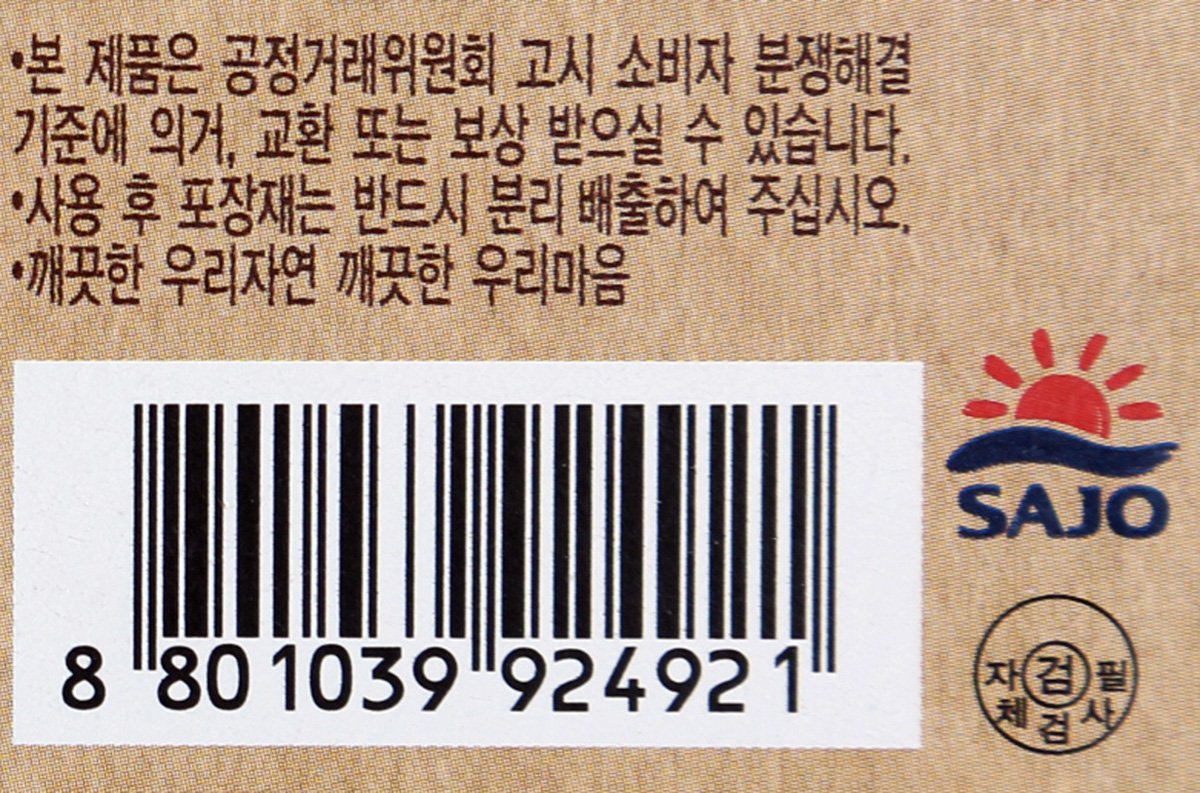 •본 제품은 공정거래위원회 고시 소비자 분쟁해결
기준에 의거, 교환 또는 보상 받으실 수 있습니다.
•사용 후 포장재는 반드시 분리 배출하여 주십시오.
•깨끗한 우리자연 깨끗한 우리마음
SAJO
8 801039 924921
자 검 필
체 검 사